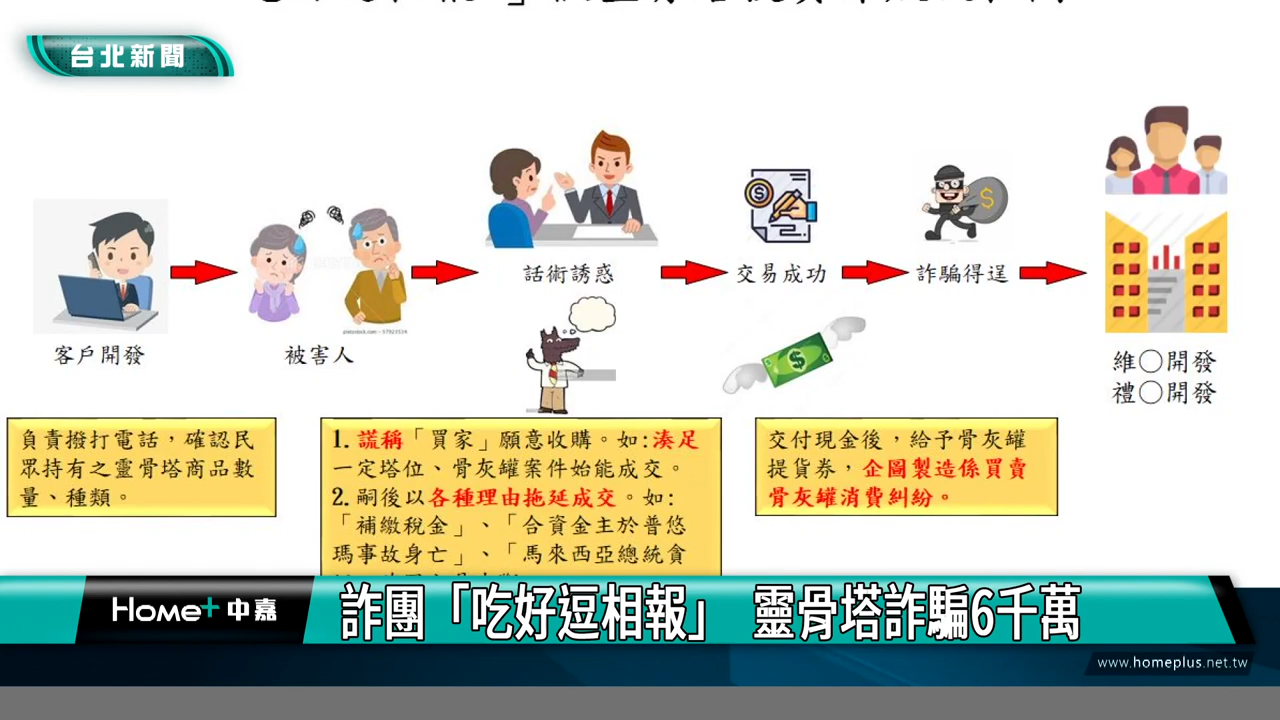 台北新聞
話術誘惑
交易成功
詐騙得逞
客戶開發
被害人
維〇開發
禮〇開發
負責撥打電話，確認民
眾持有之靈骨塔商品數
量、種類。
1. 謊稱「買家」願意收購。如:湊足
一定塔位、骨灰罐案件始能成交。
2. 嗣後以各種理由拖延成交。如:
「補繳稅金」、「合資金主於普悠
瑪事故身亡」、「馬來西亞總統貪
交付現金後，給予骨灰罐
提貨券，企圖製造係買賣
骨灰罐消費糾紛。
Home+ 中嘉
詐團「吃好逗相報」 靈骨塔詐騙6千萬
www.homeplus.net.tw